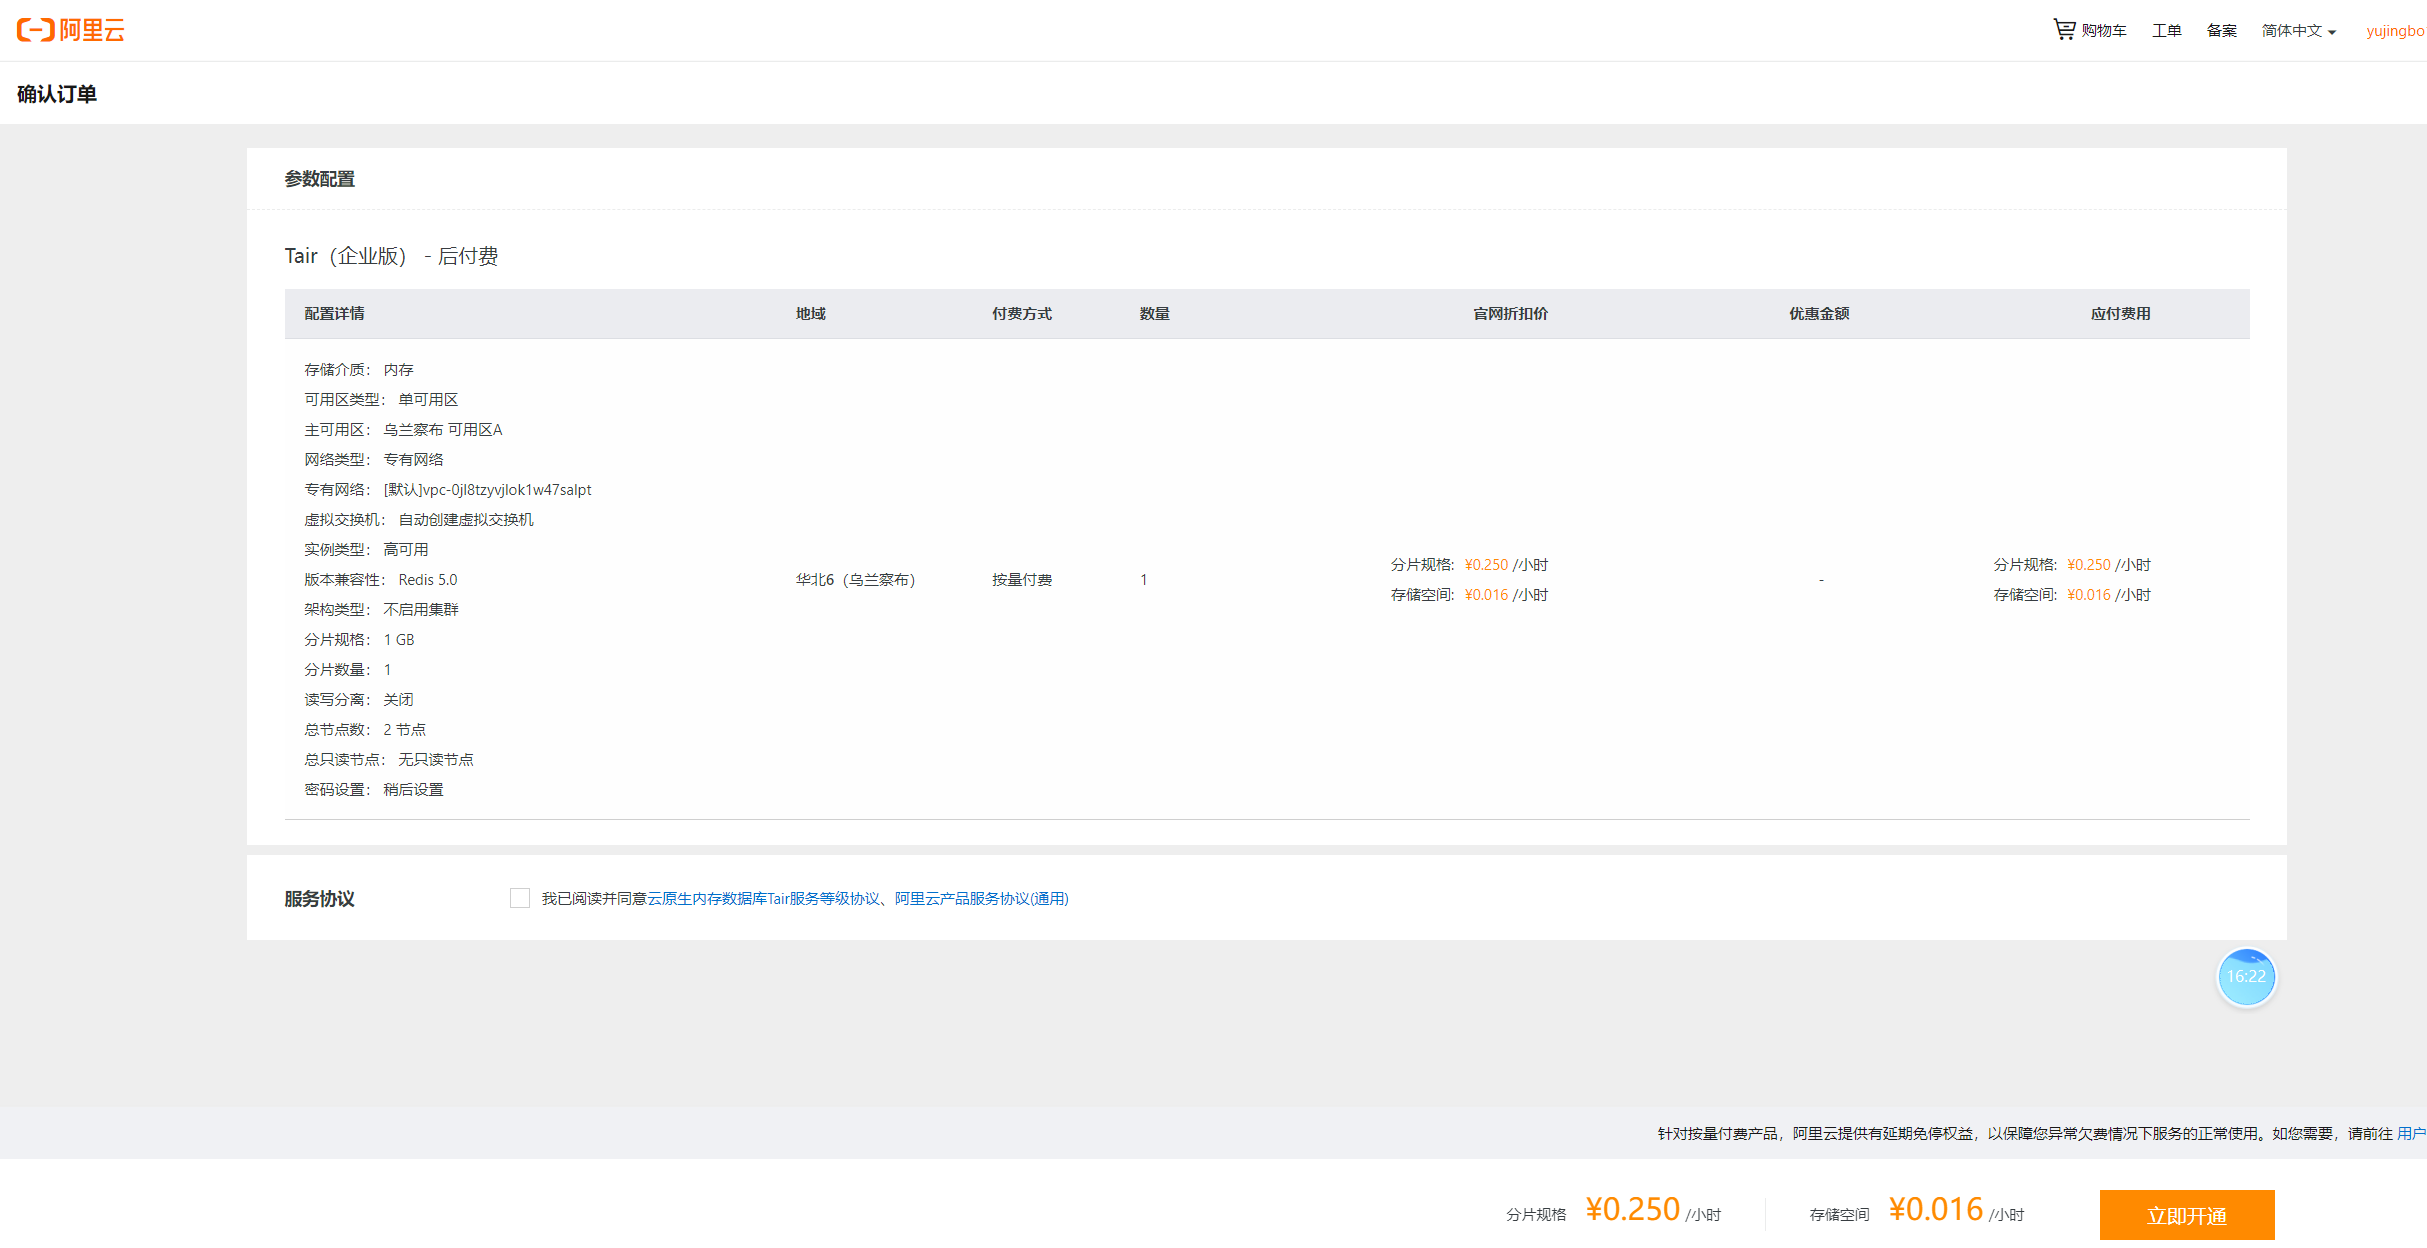 阿里云
购物车 工单 备案 简体中文 yujingbo
确认订单
参数配置
Tair（企业版） - 后付费
配置详情 地域 付费方式 数量 官网折扣价 优惠金额 应付费用
存储介质： 内存
可用区类型： 单可用区
主可用区： 乌兰察布 可用区A
网络类型： 专有网络
专有网络： [默认]vpc-0jl8tzyvjlok1w47salpt
虚拟交换机： 自动创建虚拟交换机
实例类型： 高可用
版本兼容性： Redis 5.0
架构类型： 不启用集群
分片规格： 1 GB
分片数量： 1
读写分离： 关闭
总节点数： 2 节点
总只读节点： 无只读节点
密码设置： 稍后设置
华北6（乌兰察布） 按量付费 1
分片规格: ¥0.250 /小时
存储空间: ¥0.016 /小时
-
分片规格: ¥0.250 /小时
存储空间: ¥0.016 /小时
服务协议 我已阅读并同意云原生内存数据库Tair服务等级协议、阿里云产品服务协议(通用)
16:22
针对按量付费产品，阿里云提供有延期免停权益，以保障您异常欠费情况下服务的正常使用。如您需要，请前往 用户
分片规格 ¥0.250 /小时 存储空间 ¥0.016 /小时 立即开通